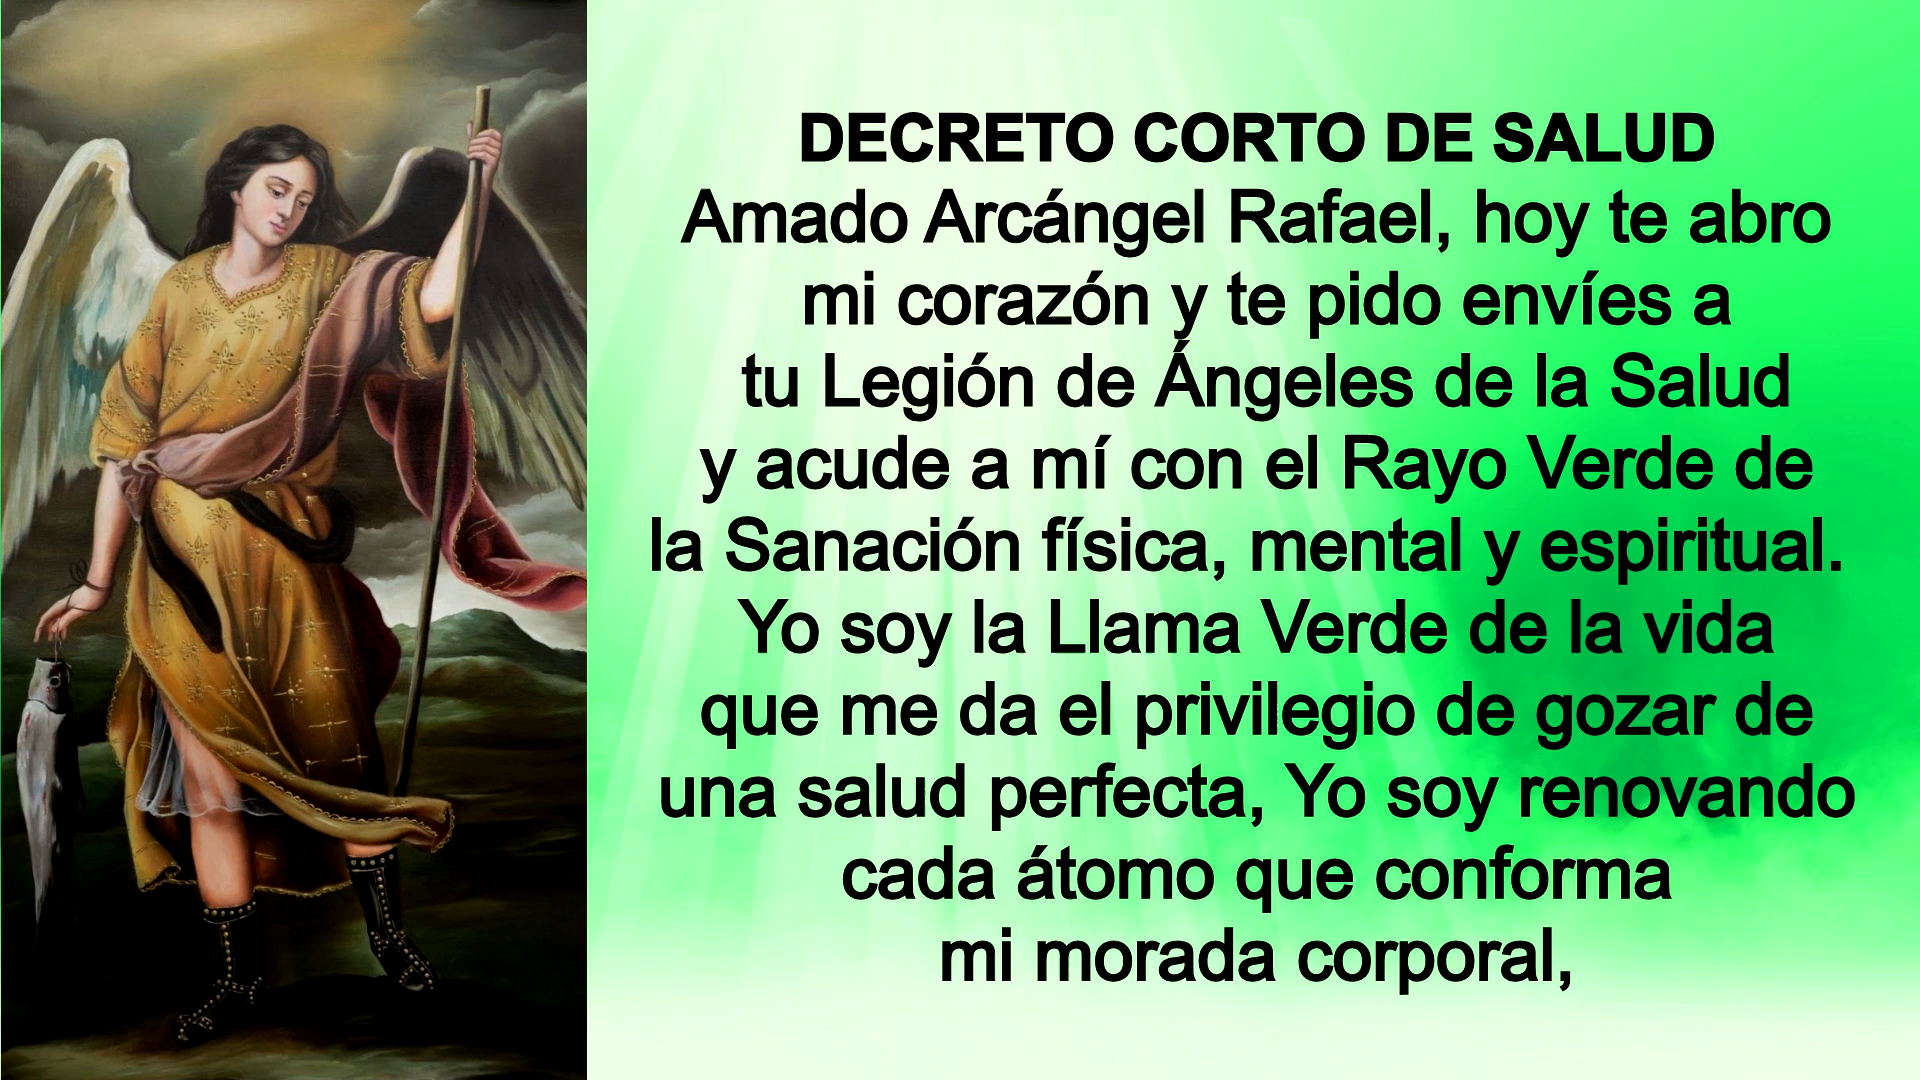 DECRETO CORTO DE SALUD
Amado Arcángel Rafael, hoy te abro
mi corazón y te pido envíes a
tu Legión de Ángeles de la Salud
y acude a mí con el Rayo Verde de
la Sanación física, mental y espiritual.
Yo soy la Llama Verde de la vida
que me da el privilegio de gozar de
una salud perfecta, Yo soy renovando
cada átomo que conforma
mi morada corporal,